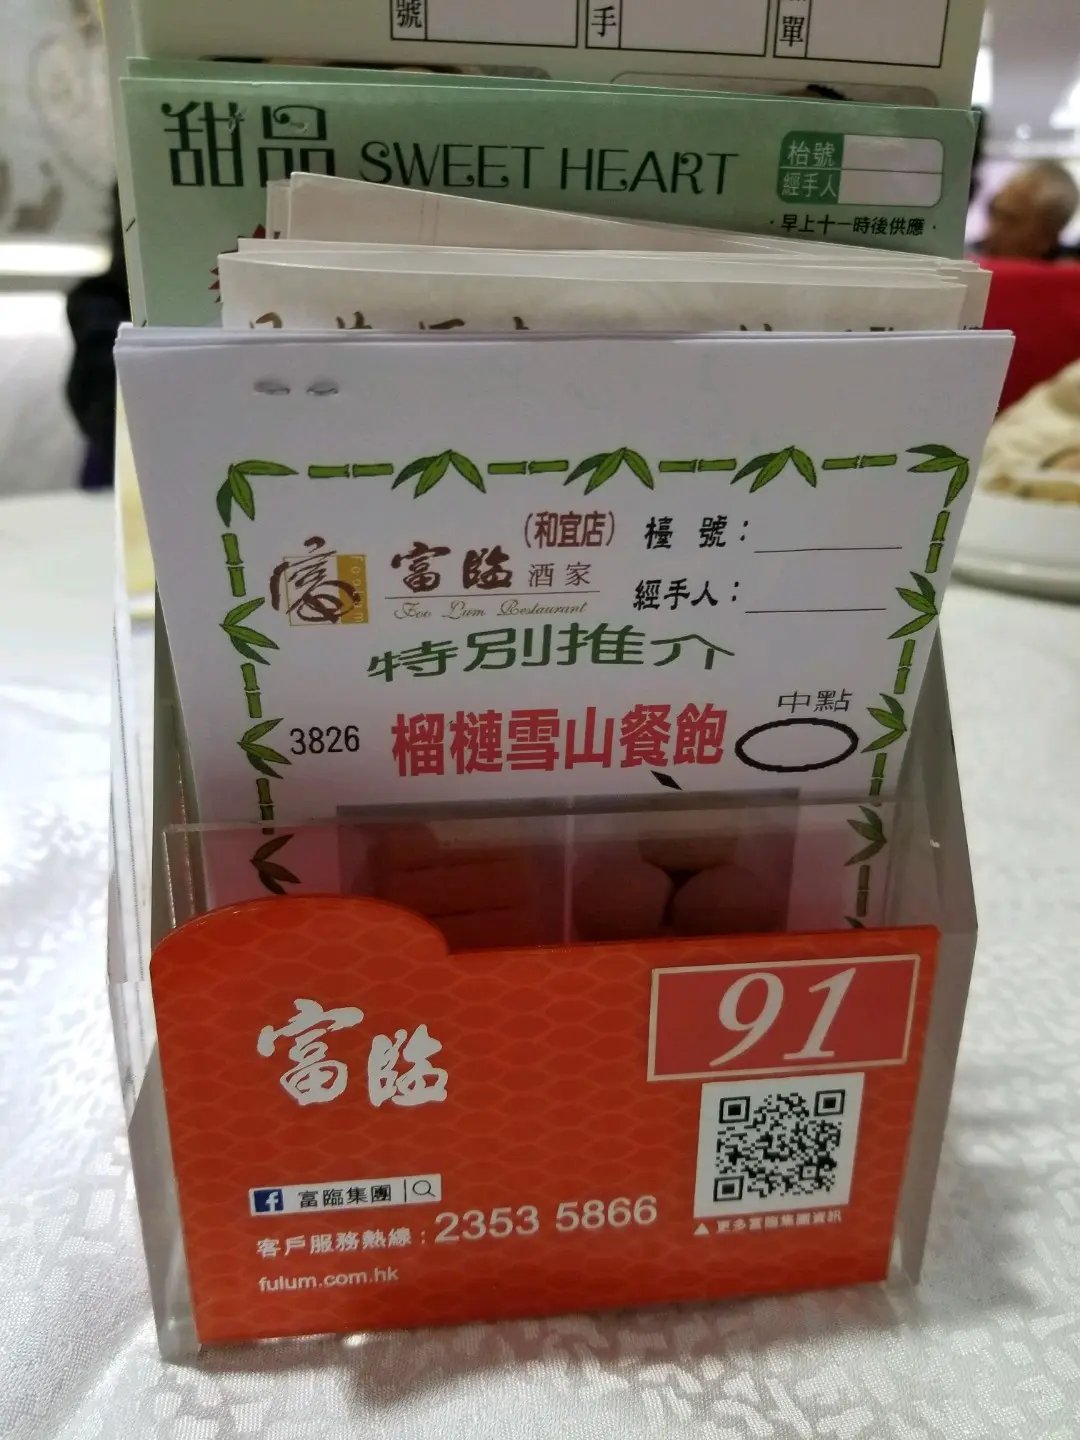 號 手 單
甜品 SWEET HEART
枱號
經手人
·早上十一時後供應·
(和宜店)
檯 號：
富臨酒家
Foo Lum Restaurant
經手人：
特別推介
中點
3826 榴槤雪山餐飽
91
富臨
富臨集團
客戶服務熱線：2353 5866
▲ 更多富臨集團資訊
fulum.com.hk